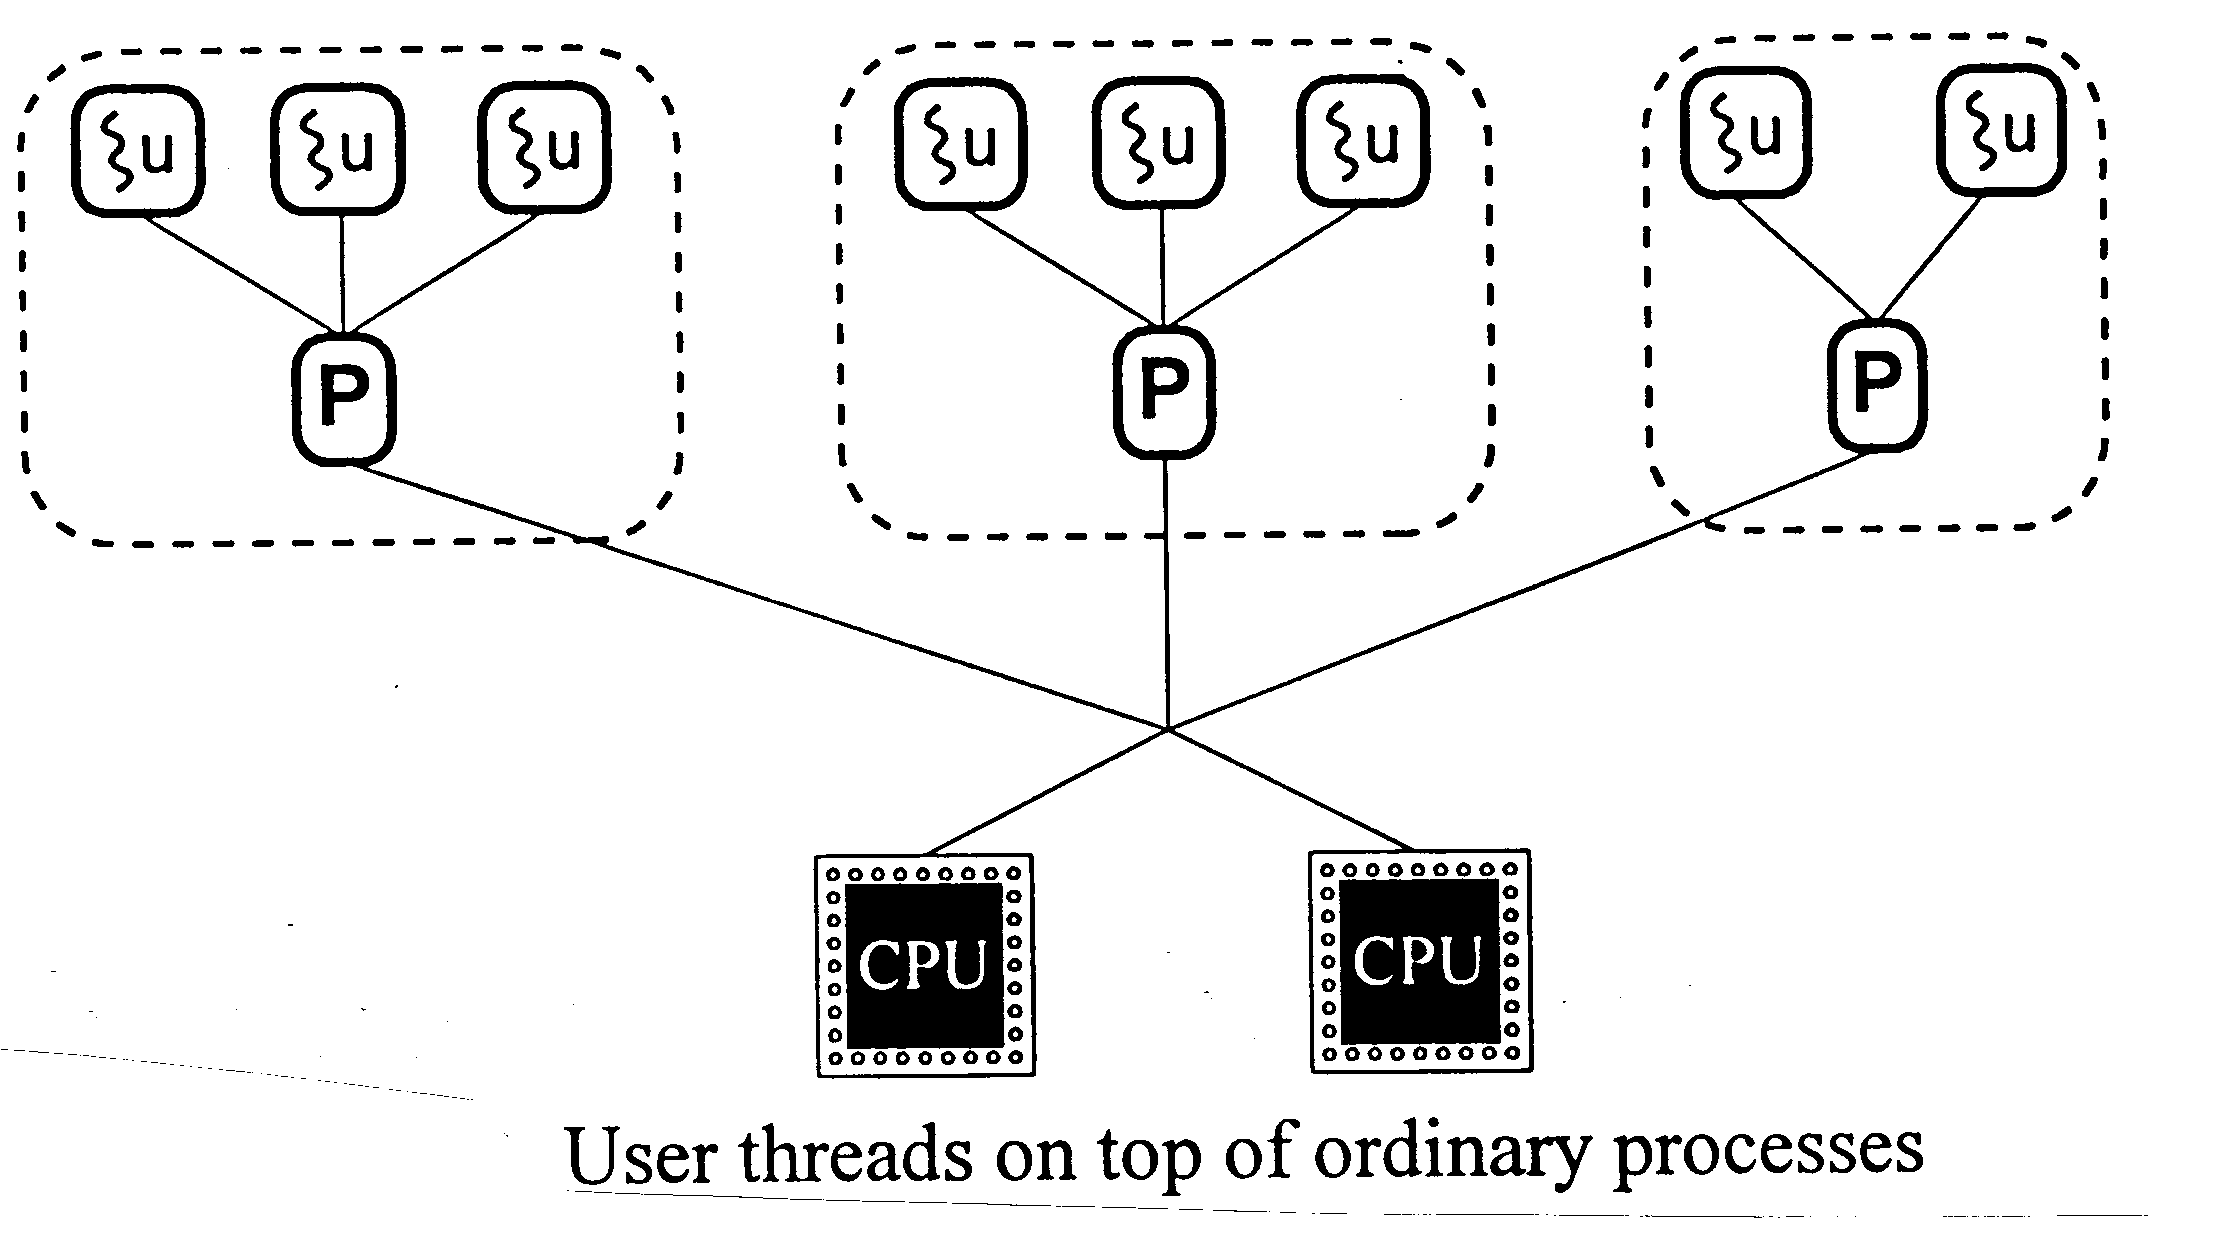 u u u u u u u u
P P P
CPU CPU
User threads on top of ordinary processes